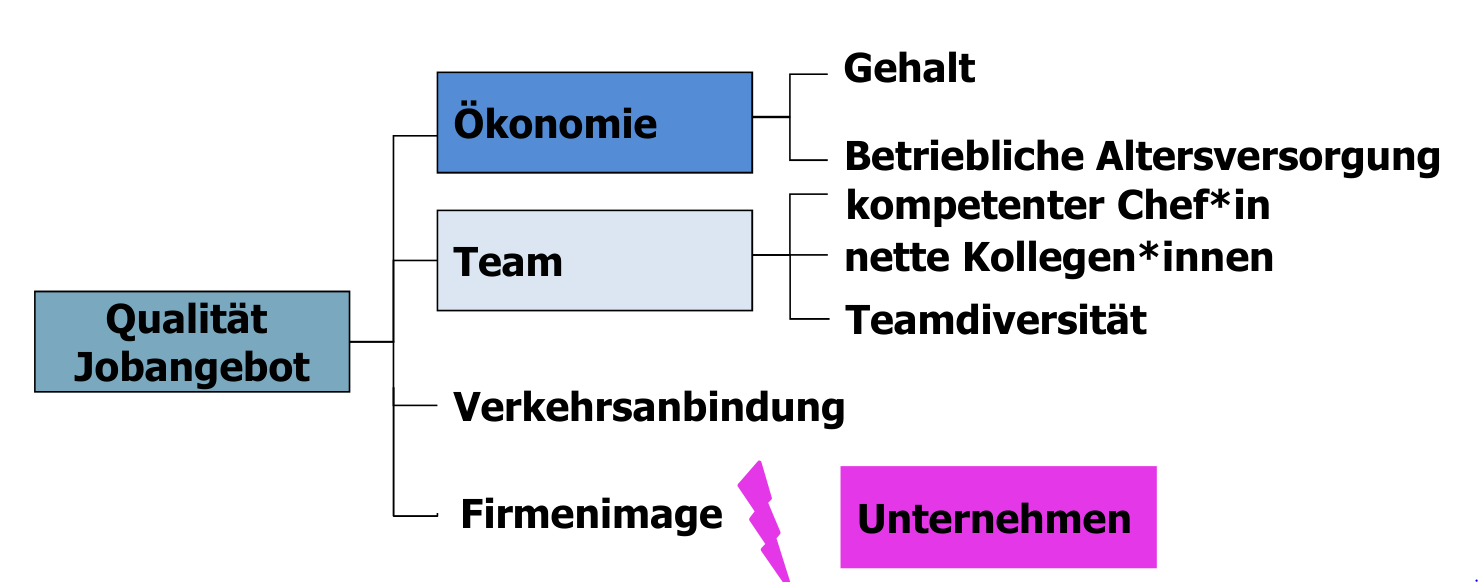 Gehalt
Ökonomie
Betriebliche Altersversorgung
kompetenter Chef*in
Team
nette Kollegen*innen
Teamdiversität
Qualität
Jobangebot
Verkehrsanbindung
Firmenimage
Unternehmen